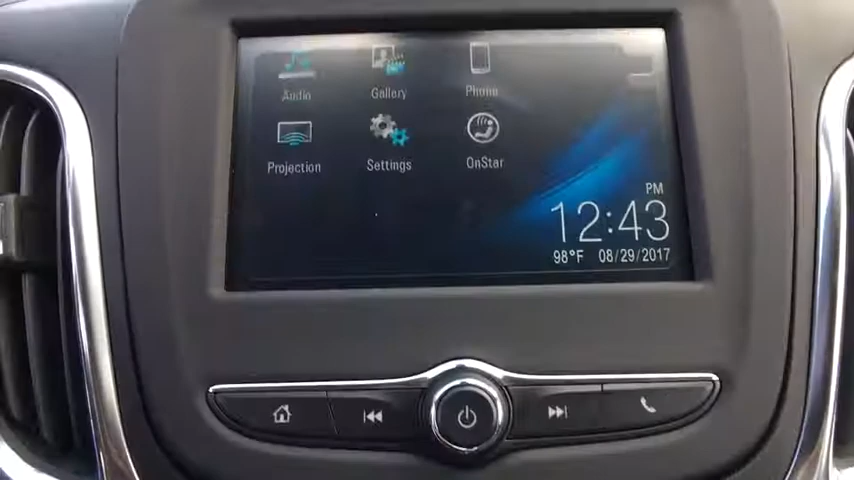 Audio Gallery Phone
Projection Settings OnStar
PM
12:43
98°F 08/29/2017